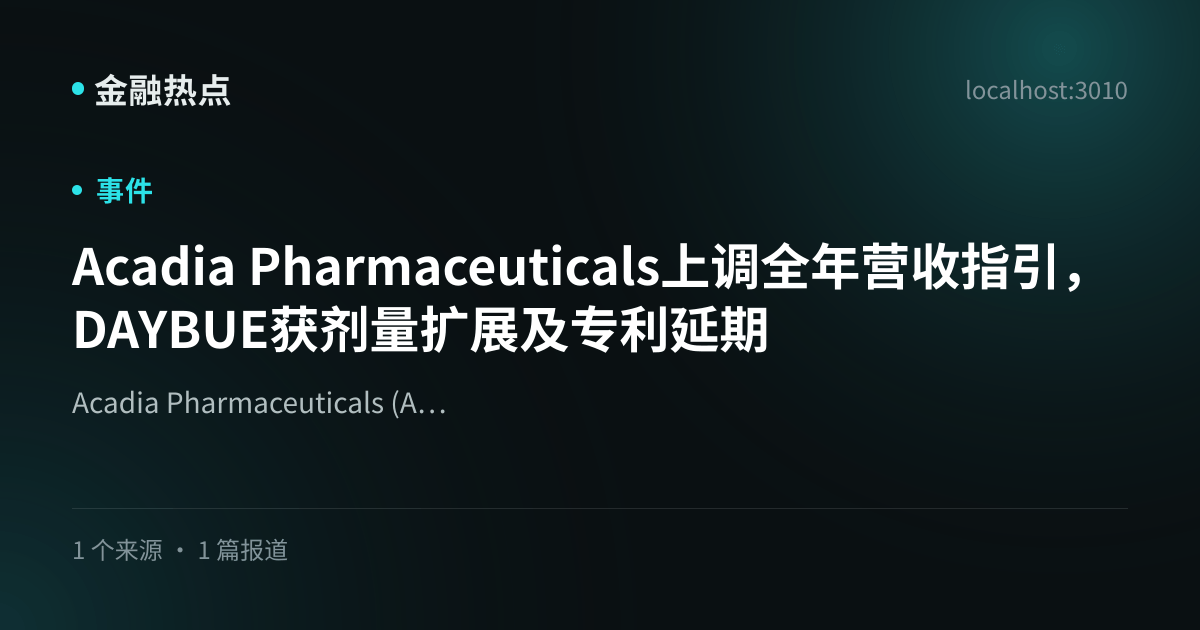 金融热点
localhost:3010
事件
Acadia Pharmaceuticals上调全年营收指引，
DAYBUE获剂量扩展及专利延期
Acadia Pharmaceuticals (A…
1 个来源 · 1 篇报道